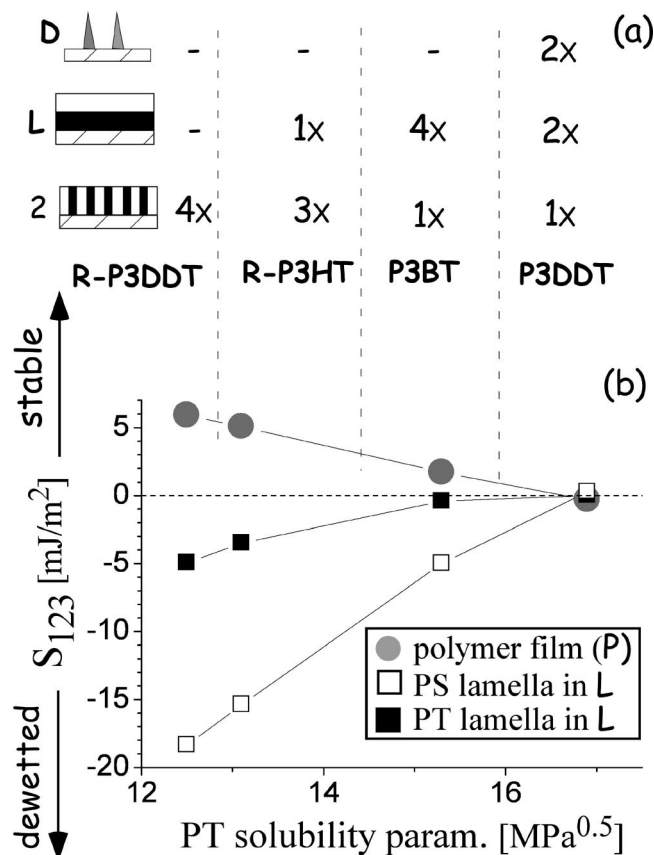 D - - - 2x (a)
L - 1x 4x 2x
2 4x 3x 1x 1x
R-P3DDT R-P3HT P3BT P3DDT
stable
(b)
5
0
-5
-10
-15
-20
S123 [mJ/m²]
polymer film (P)
PS lamella in L
PT lamella in L
dewetted
12 14 16
PT solubility param. [MPa^0.5]